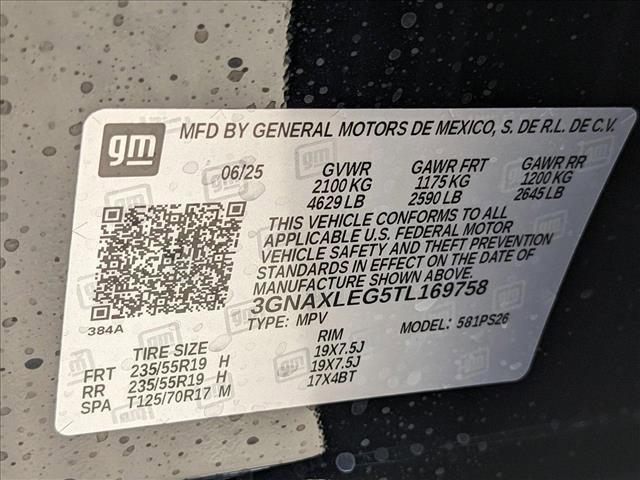 gm
MFD BY GENERAL MOTORS DE MEXICO, S. DE R.L. DE C.V.
06/25 GVWR GAWR FRT GAWR RR
2100 KG 1175 KG 1200 KG
4629 LB 2590 LB 2645 LB
THIS VEHICLE CONFORMS TO ALL
APPLICABLE U.S. FEDERAL MOTOR
VEHICLE SAFETY AND THEFT PREVENTION
STANDARDS IN EFFECT ON THE DATE OF
MANUFACTURE SHOWN ABOVE.
3GNAXLEG5TL169758
384A
TYPE: MPV MODEL: 581PS26
TIRE SIZE RIM
FRT 235/55R19 H 19X7.5J
RR 235/55R19 H 19X7.5J
SPA T125/70R17 M 17X4BT